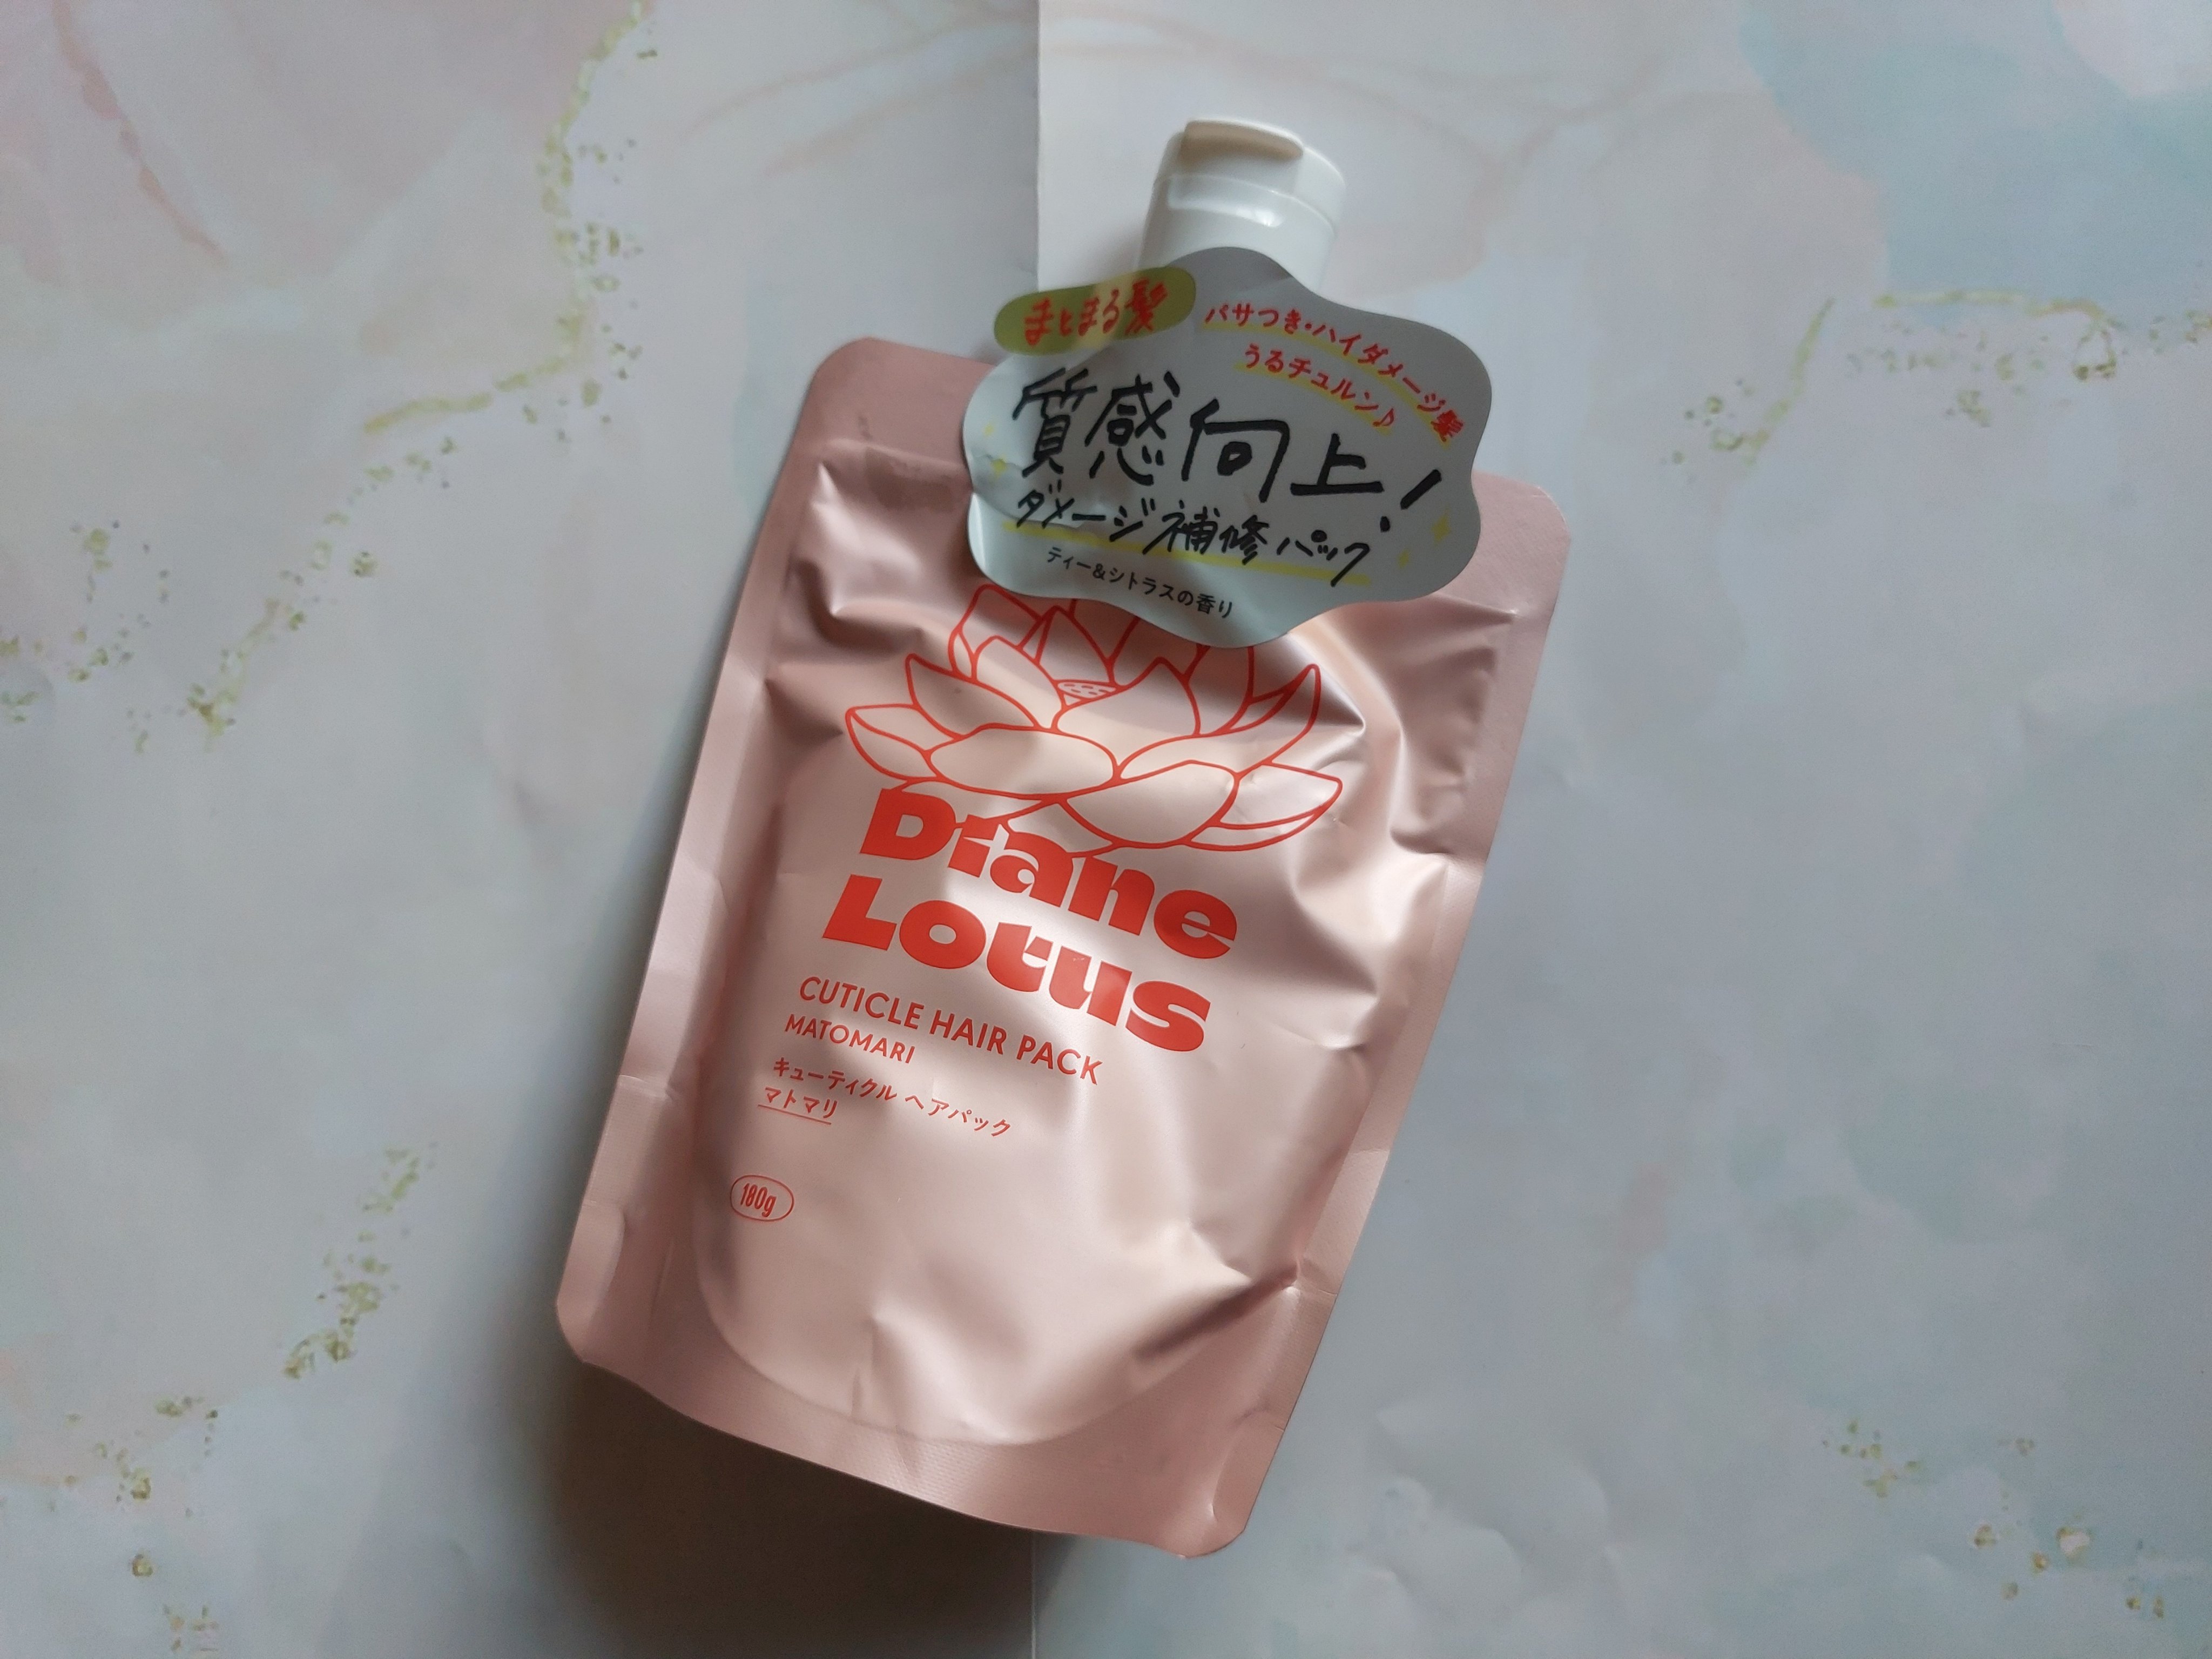 まとまる髪
パサつき・ハイダメージ髪
うるチュルン♪
質感向上!
ダメージ補修パック
ティー&シトラスの香り
Diane
Lotus
CUTICLE HAIR PACK
MATOMARI
キューティクル ヘアパック
マトマリ
180g